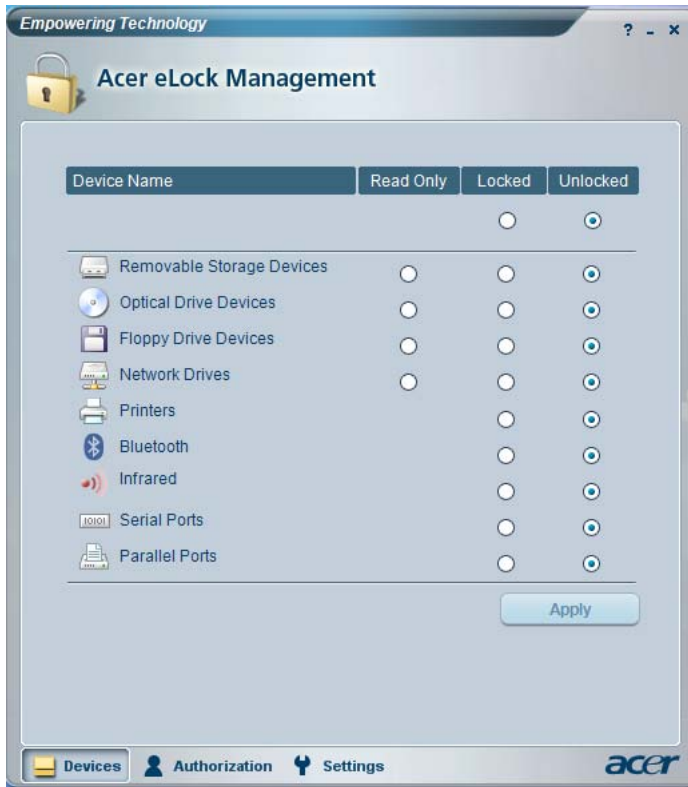 Empowering Technology
? - ×
Acer eLock Management
Device Name Read Only Locked Unlocked
Removable Storage Devices
Optical Drive Devices
Floppy Drive Devices
Network Drives
Printers
Bluetooth
Infrared
10101 Serial Ports
Parallel Ports
Apply
Devices Authorization Settings acer